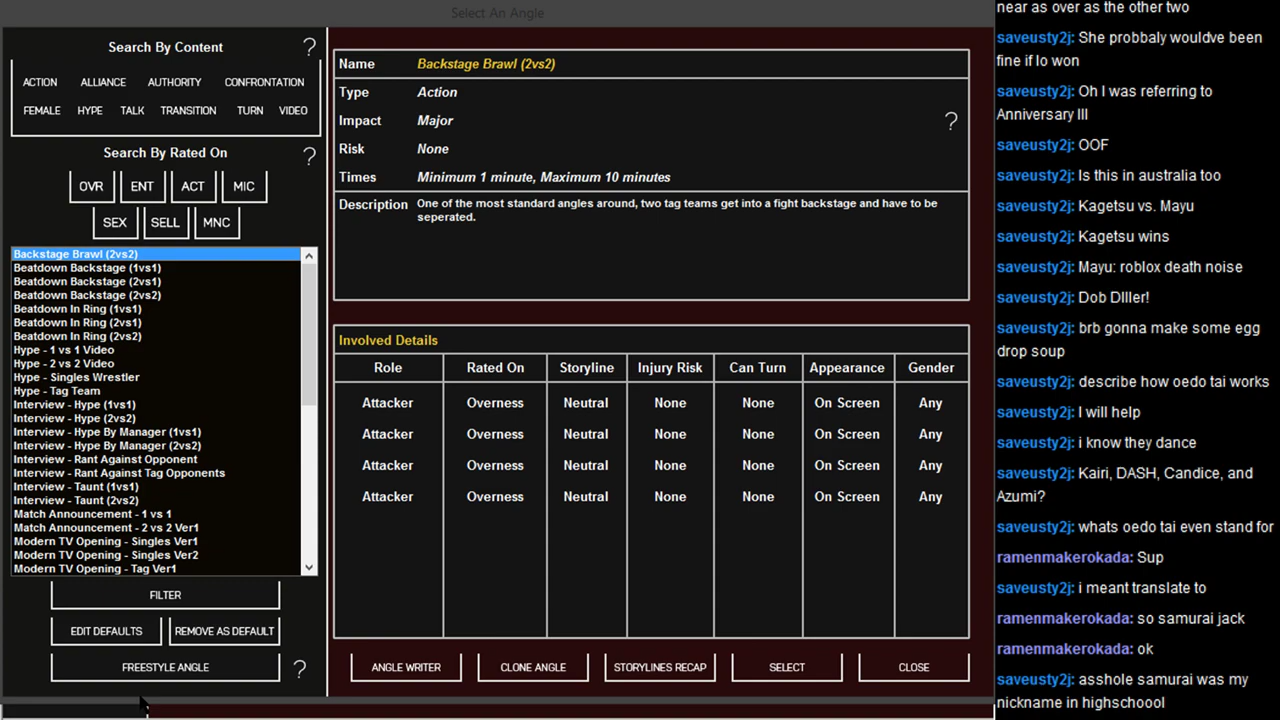 Select An Angle
Search By Content
?
ACTION ALLIANCE AUTHORITY CONFRONTATION
FEMALE HYPE TALK TRANSITION TURN VIDEO
Search By Rated On
?
OVR ENT ACT MIC
SEX SELL MNC
Backstage Brawl (2vs2)
Beatdown Backstage (1vs1)
Beatdown Backstage (2vs1)
Beatdown Backstage (2vs2)
Beatdown In Ring (1vs1)
Beatdown In Ring (2vs1)
Beatdown In Ring (2vs2)
Hype - 1 vs 1 Video
Hype - 2 vs 2 Video
Hype - Singles Wrestler
Hype - Tag Team
Interview - Hype (1vs1)
Interview - Hype (2vs2)
Interview - Hype By Manager (1vs1)
Interview - Hype By Manager (2vs2)
Interview - Rant Against Opponent
Interview - Rant Against Tag Opponents
Interview - Taunt (1vs1)
Interview - Taunt (2vs2)
Match Announcement - 1 vs 1
Match Announcement - 2 vs 2 Ver1
Modern TV Opening - Singles Ver1
Modern TV Opening - Singles Ver2
Modern TV Opening - Tag Ver1
FILTER
EDIT DEFAULTS REMOVE AS DEFAULT
FREESTYLE ANGLE ?
Name Backstage Brawl (2vs2)
Type Action
Impact Major ?
Risk None
Times Minimum 1 minute, Maximum 10 minutes
Description One of the most standard angles around, two tag teams get into a fight backstage and have to be
seperated.
Involved Details
Role Rated On Storyline Injury Risk Can Turn Appearance Gender
Attacker Overness Neutral None None On Screen Any
Attacker Overness Neutral None None On Screen Any
Attacker Overness Neutral None None On Screen Any
Attacker Overness Neutral None None On Screen Any
ANGLE WRITER CLONE ANGLE STORYLINES RECAP SELECT CLOSE
near as over as the other two
saveusty2j: She probbaly wouldve been
fine if Io won
saveusty2j: Oh I was referring to
Anniversary III
saveusty2j: OOF
saveusty2j: Is this in australia too
saveusty2j: Kagetsu vs. Mayu
saveusty2j: Kagetsu wins
saveusty2j: Mayu: roblox death noise
saveusty2j: Dob DIller!
saveusty2j: brb gonna make some egg
drop soup
saveusty2j: describe how oedo tai works
saveusty2j: I will help
saveusty2j: i know they dance
saveusty2j: Kairi, DASH, Candice, and
Azumi?
saveusty2j: whats oedo tai even stand for
ramenmakerokada: Sup
saveusty2j: i meant translate to
ramenmakerokada: so samurai jack
ramenmakerokada: ok
saveusty2j: asshole samurai was my
nickname in highschoool